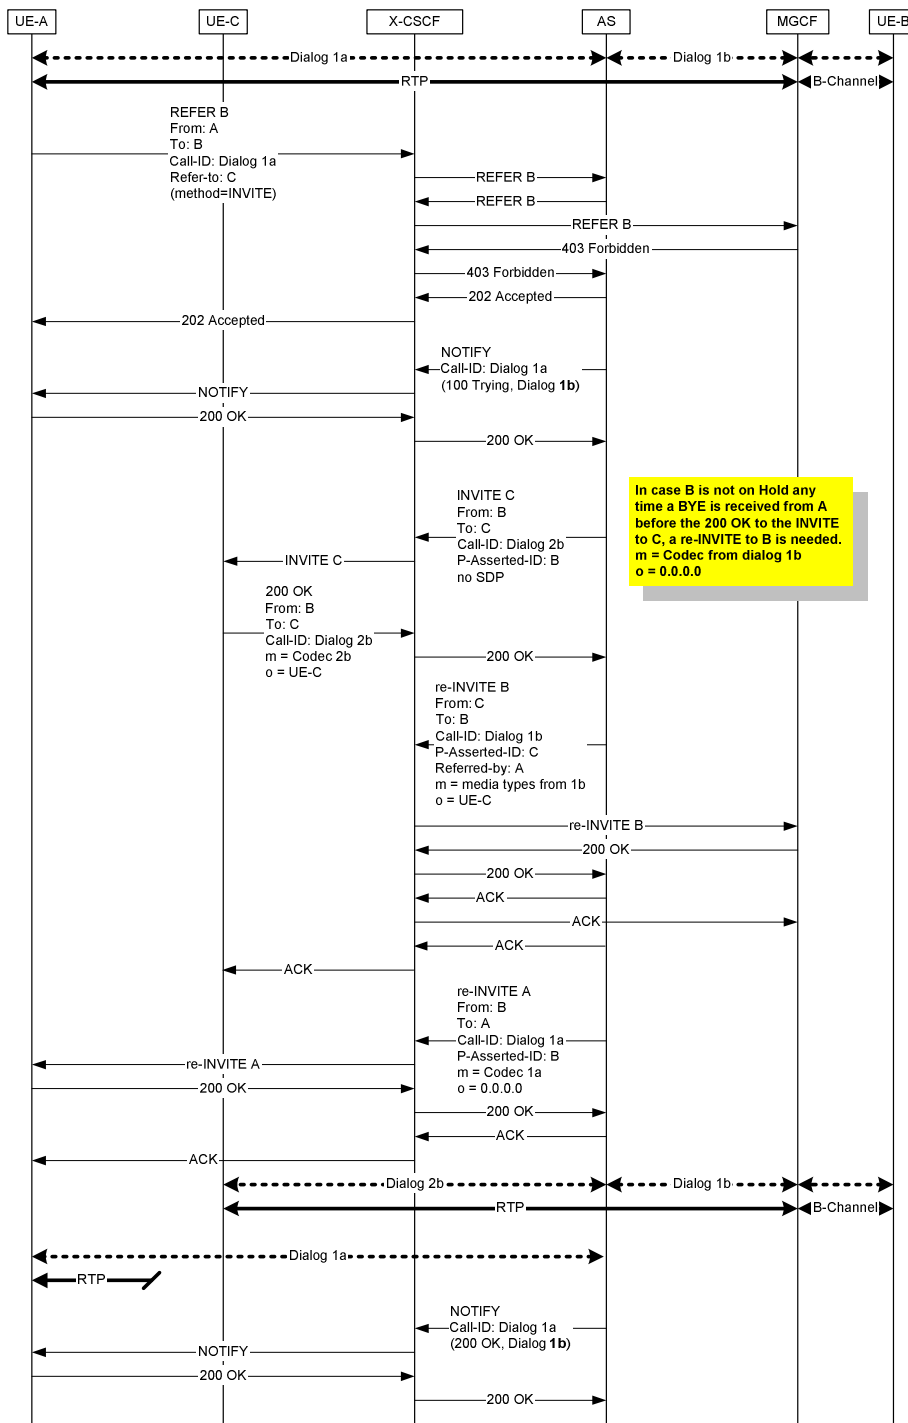 UE-A
UE-C
X-CSCF
AS
MGCF
UE-B
Dialog 1a
Dialog 1b
RTP
B-Channel
REFER B
From: A
To: B
Call-ID: Dialog 1a
Refer-to: C
(method=INVITE)
REFER B
REFER B
REFER B
403 Forbidden
403 Forbidden
202 Accepted
202 Accepted
NOTIFY
Call-ID: Dialog 1a
(100 Trying, Dialog 1b)
NOTIFY
200 OK
200 OK
In case B is not on Hold any
time a BYE is received from A
before the 200 OK to the INVITE
to C, a re-INVITE to B is needed.
m = Codec from dialog 1b
o = 0.0.0.0
INVITE C
From: B
To: C
Call-ID: Dialog 2b
P-Asserted-ID: B
no SDP
INVITE C
200 OK
From: B
To: C
Call-ID: Dialog 2b
m = Codec 2b
o = UE-C
200 OK
re-INVITE B
From: C
To: B
Call-ID: Dialog 1b
P-Asserted-ID: C
Referred-by: A
m = media types from 1b
o = UE-C
re-INVITE B
200 OK
200 OK
ACK
ACK
ACK
ACK
re-INVITE A
From: B
To: A
Call-ID: Dialog 1a
P-Asserted-ID: B
m = Codec 1a
o = 0.0.0.0
re-INVITE A
200 OK
200 OK
ACK
ACK
Dialog 2b
Dialog 1b
RTP
B-Channel
Dialog 1a
RTP
NOTIFY
Call-ID: Dialog 1a
(200 OK, Dialog 1b)
NOTIFY
200 OK
200 OK